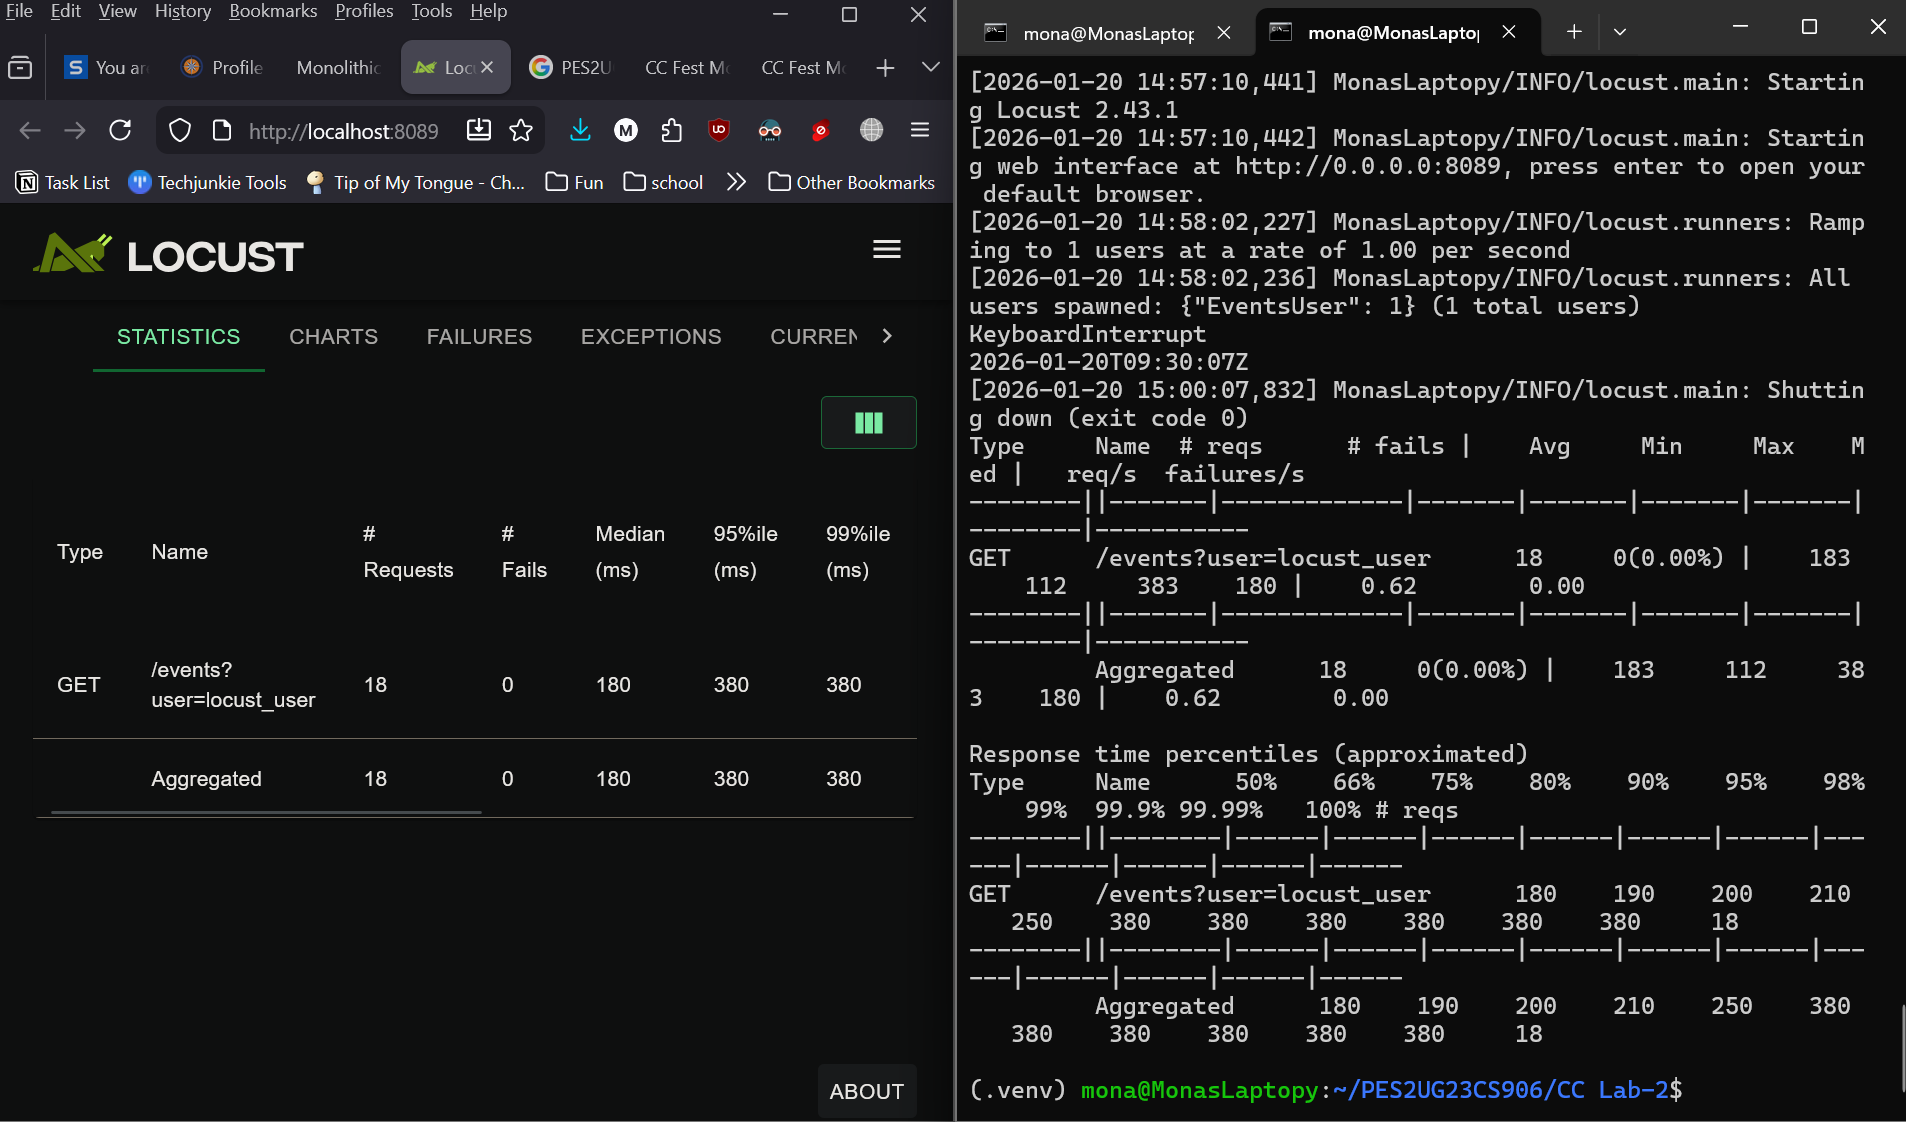 File Edit View History Bookmarks Profiles Tools Help
S You ar Profile Monolithic Loc PES2U CC Fest Mo CC Fest Mo
http://localhost:8089
Task List Techjunkie Tools Tip of My Tongue - Ch... Fun school Other Bookmarks
LOCUST
STATISTICS CHARTS FAILURES EXCEPTIONS CURREN
Type Name # Requests # Fails Median (ms) 95%ile (ms) 99%ile (ms)
GET /events?user=locust_user 18 0 180 380 380
Aggregated 18 0 180 380 380
ABOUT
mona@MonasLaptop mona@MonasLaptop
[2026-01-20 14:57:10,441] MonasLaptopy/INFO/locust.main: Startin
g Locust 2.43.1
[2026-01-20 14:57:10,442] MonasLaptopy/INFO/locust.main: Startin
g web interface at http://0.0.0.0:8089, press enter to open your
default browser.
[2026-01-20 14:58:02,227] MonasLaptopy/INFO/locust.runners: Ramp
ing to 1 users at a rate of 1.00 per second
[2026-01-20 14:58:02,236] MonasLaptopy/INFO/locust.runners: All
users spawned: {"EventsUser": 1} (1 total users)
KeyboardInterrupt
2026-01-20T09:30:07Z
[2026-01-20 15:00:07,832] MonasLaptopy/INFO/locust.main: Shuttin
g down (exit code 0)
Type     Name  # reqs      # fails |    Avg     Min     Max    M
ed |   req/s  failures/s
--------||-------|-------------|-------|-------|-------|-------|
--------|-----------
GET      /events?user=locust_user      18     0(0.00%) |    183
    112     383    180 |    0.62        0.00
--------||-------|-------------|-------|-------|-------|-------|
--------|-----------
         Aggregated      18     0(0.00%) |    183     112     38
3    180 |    0.62        0.00
Response time percentiles (approximated)
Type     Name      50%    66%    75%    80%    90%    95%    98%
    99%  99.9% 99.99%   100% # reqs
--------||--------|------|------|------|------|------|------|---
---|------|------|------|------
GET      /events?user=locust_user      180    190    200    210
   250    380    380    380    380    380    380     18
--------||--------|------|------|------|------|------|------|---
---|------|------|------|------
         Aggregated      180    190    200    210    250    380
   380    380    380    380    380     18
(.venv) mona@MonasLaptopy:~/PES2UG23CS906/CC Lab-2$